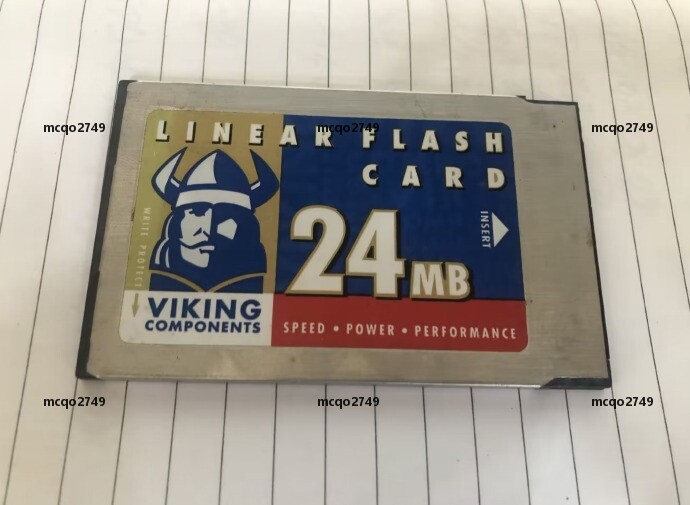 LINEAR FLASH
CARD
24MB
INSERT
WRITE PROTECT
VIKING
COMPONENTS
SPEED • POWER • PERFORMANCE
mcqo2749
mcqo2749
mcqo2749
mcqo2749
mcqo2749
mcqo2749